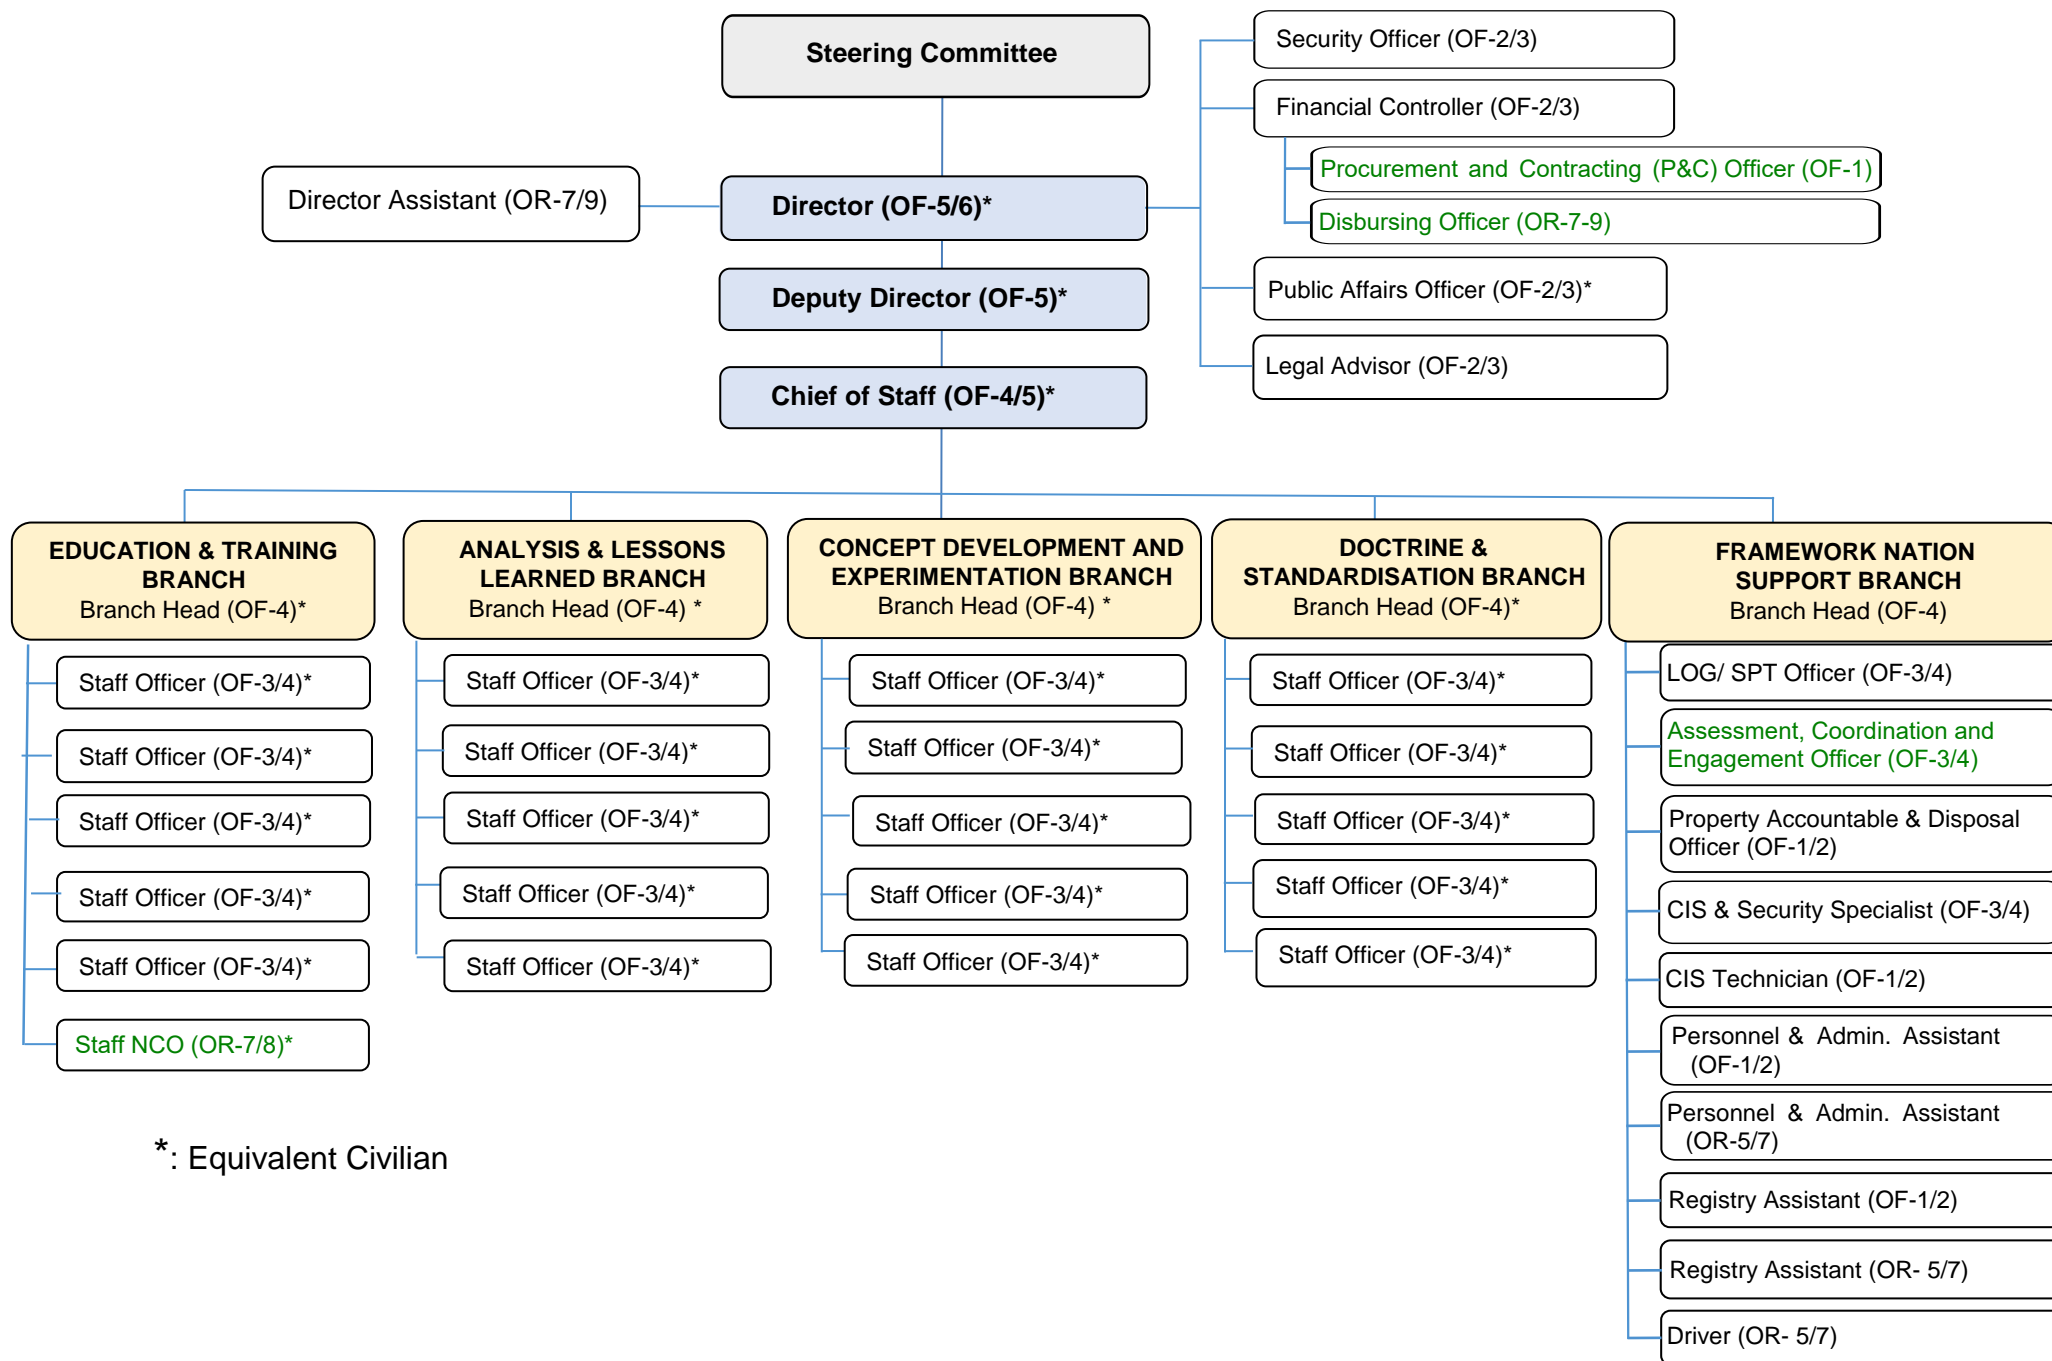 Steering Committee
Security Officer (OF-2/3)
Financial Controller (OF-2/3)
Procurement and Contracting (P&C) Officer (OF-1)
Disbursing Officer (OR-7-9)
Director Assistant (OR-7/9)
Director (OF-5/6)*
Public Affairs Officer (OF-2/3)*
Deputy Director (OF-5)*
Legal Advisor (OF-2/3)
Chief of Staff (OF-4/5)*
EDUCATION & TRAINING
BRANCH
Branch Head (OF-4)*
Staff Officer (OF-3/4)*
Staff Officer (OF-3/4)*
Staff Officer (OF-3/4)*
Staff Officer (OF-3/4)*
Staff Officer (OF-3/4)*
Staff NCO (OR-7/8)*
ANALYSIS & LESSONS
LEARNED BRANCH
Branch Head (OF-4) *
Staff Officer (OF-3/4)*
Staff Officer (OF-3/4)*
Staff Officer (OF-3/4)*
Staff Officer (OF-3/4)*
Staff Officer (OF-3/4)*
CONCEPT DEVELOPMENT AND
EXPERIMENTATION BRANCH
Branch Head (OF-4) *
Staff Officer (OF-3/4)*
Staff Officer (OF-3/4)*
Staff Officer (OF-3/4)*
Staff Officer (OF-3/4)*
Staff Officer (OF-3/4)*
DOCTRINE &
STANDARDISATION BRANCH
Branch Head (OF-4)*
Staff Officer (OF-3/4)*
Staff Officer (OF-3/4)*
Staff Officer (OF-3/4)*
Staff Officer (OF-3/4)*
Staff Officer (OF-3/4)*
FRAMEWORK NATION
SUPPORT BRANCH
Branch Head (OF-4)
LOG/ SPT Officer (OF-3/4)
Assessment, Coordination and
Engagement Officer (OF-3/4)
Property Accountable & Disposal
Officer (OF-1/2)
CIS & Security Specialist (OF-3/4)
CIS Technician (OF-1/2)
Personnel & Admin. Assistant
(OF-1/2)
Personnel & Admin. Assistant
(OR-5/7)
Registry Assistant (OF-1/2)
Registry Assistant (OR- 5/7)
Driver (OR- 5/7)
*: Equivalent Civilian